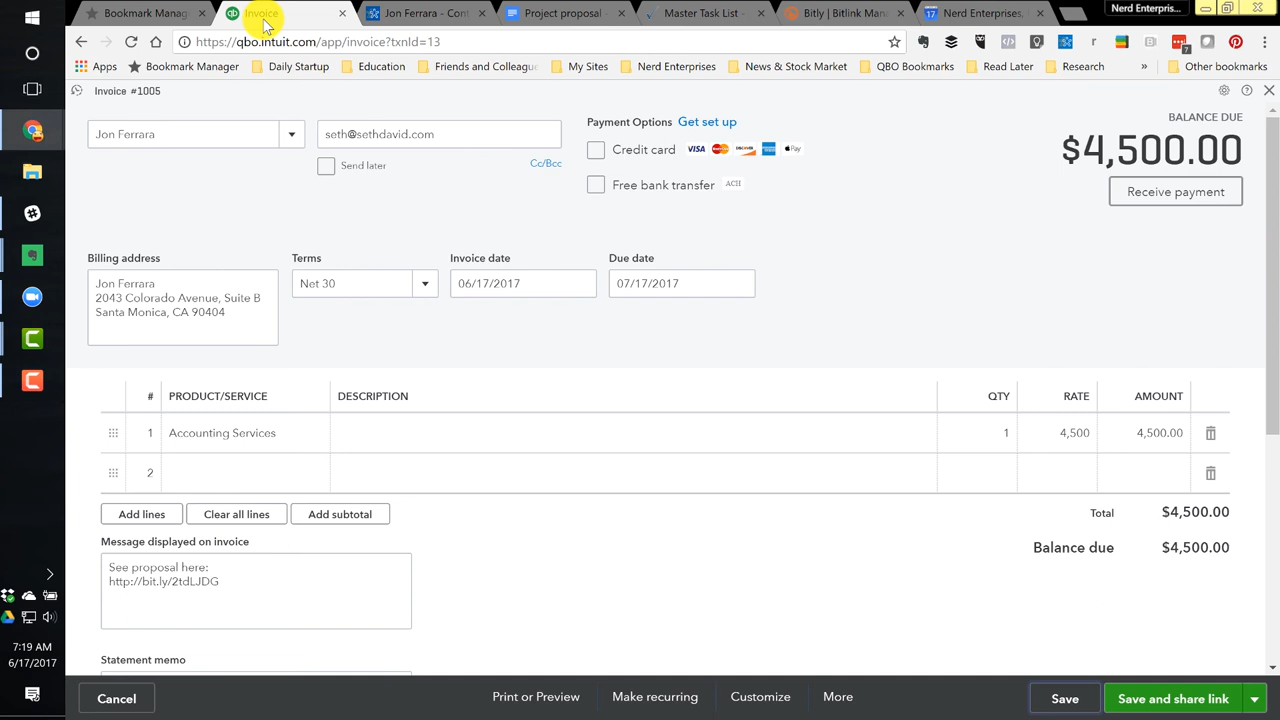 Bookmark Manag
Invoice
Jon Ferrara - Cont
Project proposal
Master Task List -
Bitly | Bitlink Mana
17
Nerd Enterprises,
Nerd Enterpris...
https://qbo.intuit.com/app/invoice?txnId=13
Apps
Bookmark Manager
Daily Startup
Education
Friends and Colleagu
My Sites
Nerd Enterprises
News & Stock Market
QBO Bookmarks
Read Later
Research
»
Other bookmarks
Invoice #1005
Jon Ferrara
seth@sethdavid.com
Send later
Cc/Bcc
Payment Options Get set up
Credit card
VISA
DISCOVER
Pay
Free bank transfer ACH
BALANCE DUE
$4,500.00
Receive payment
Billing address
Jon Ferrara
2043 Colorado Avenue, Suite B
Santa Monica, CA 90404
Terms
Net 30
Invoice date
06/17/2017
Due date
07/17/2017
# PRODUCT/SERVICE DESCRIPTION QTY RATE AMOUNT
1 Accounting Services 1 4,500 4,500.00
2
Add lines
Clear all lines
Add subtotal
Total $4,500.00
Balance due $4,500.00
Message displayed on invoice
See proposal here:
http://bit.ly/2tdLJDG
Statement memo
Cancel
Print or Preview
Make recurring
Customize
More
Save
Save and share link
7:19 AM
6/17/2017